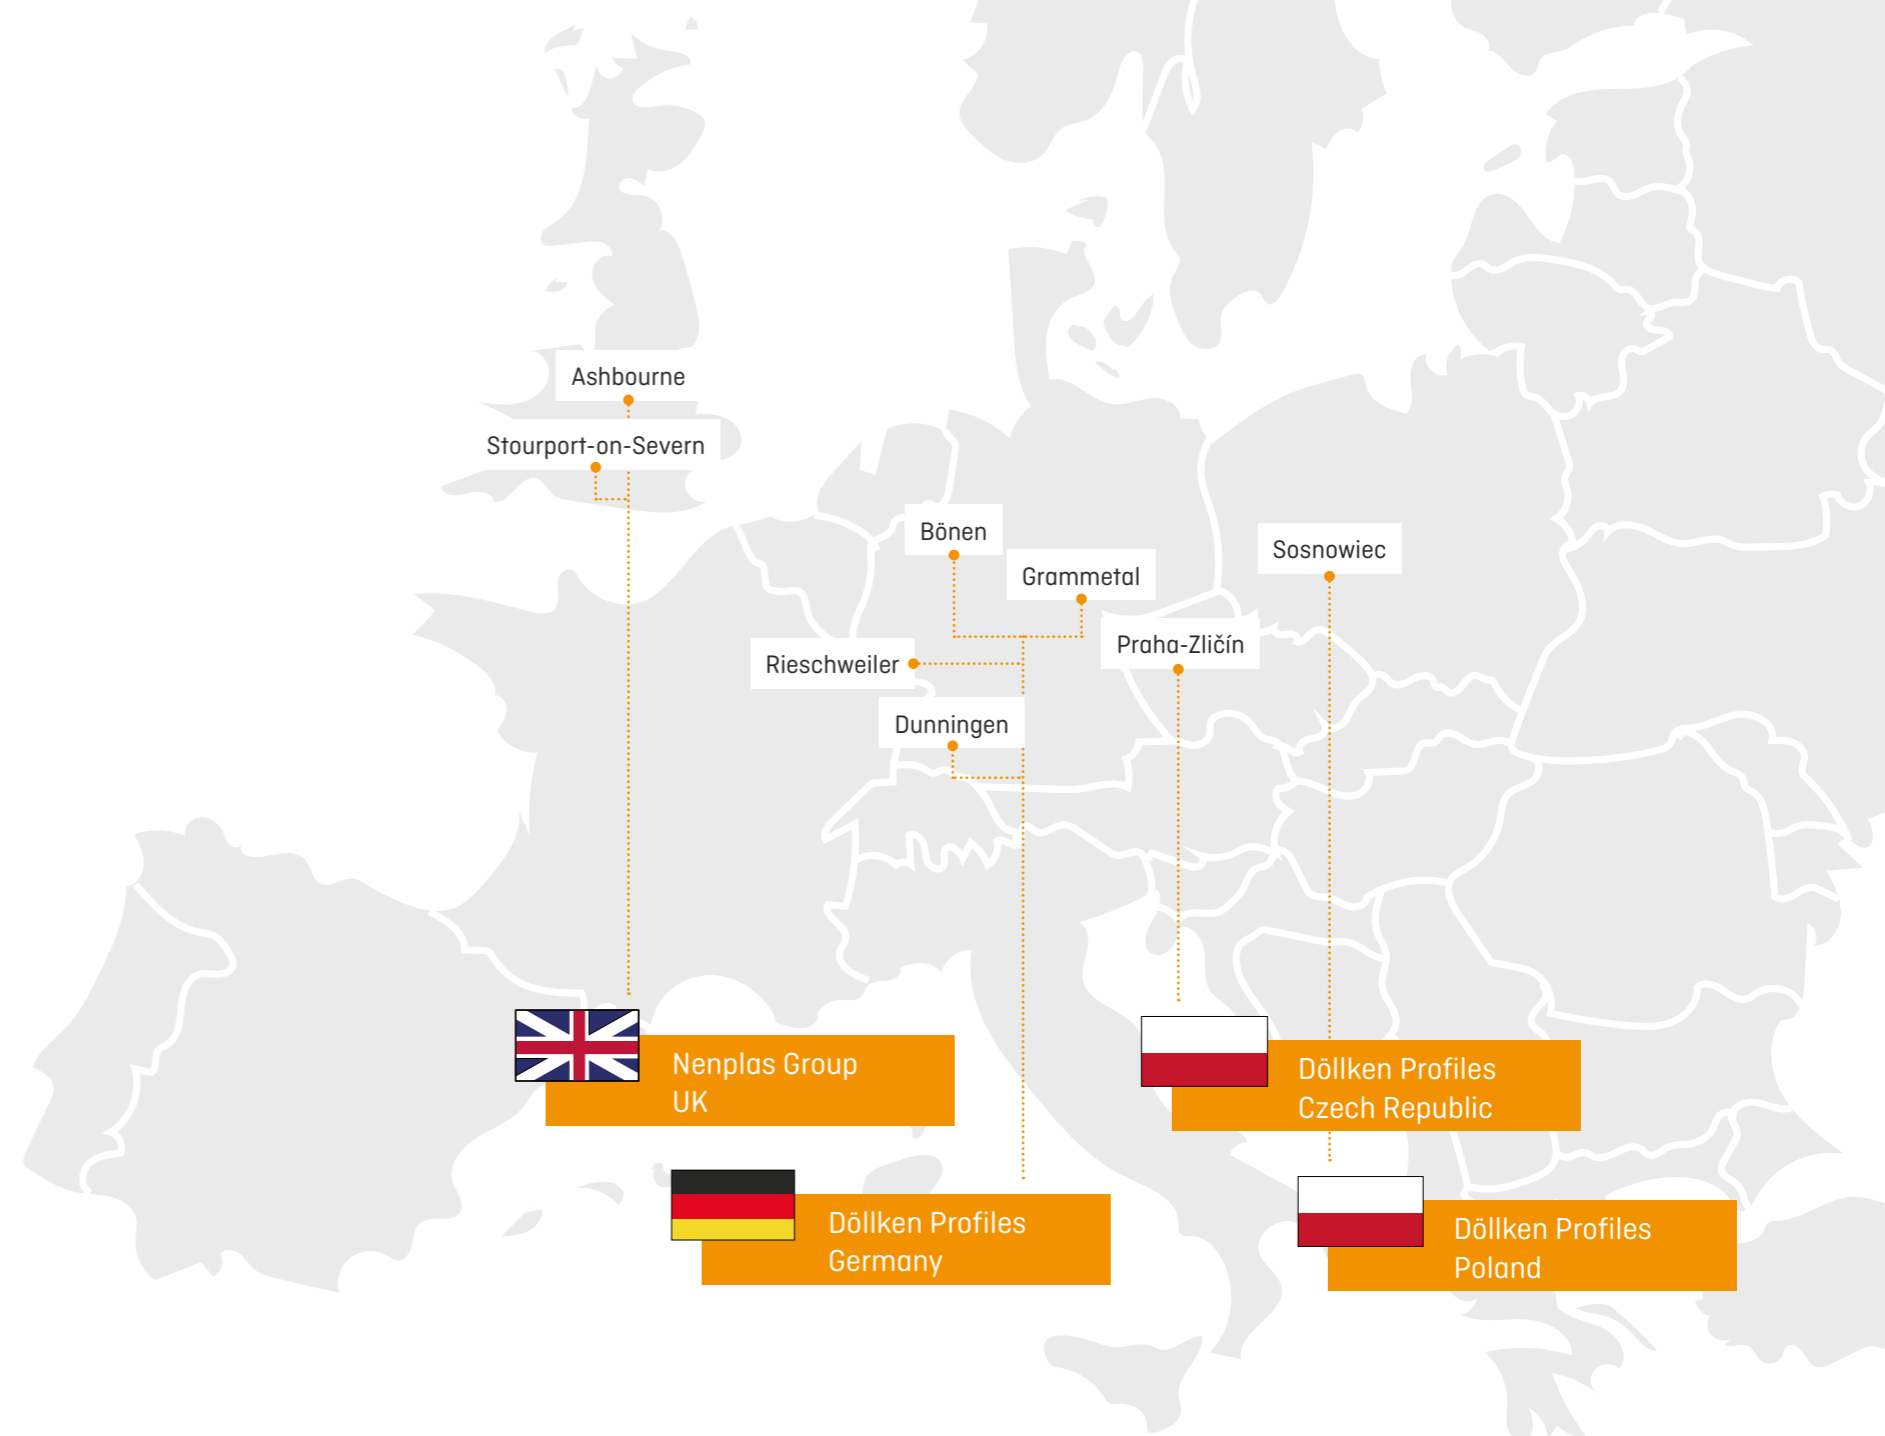 Ashbourne
Stourport-on-Severn
Bönen
Grammetal
Sosnowiec
Praha-Zličín
Rieschweiler
Dunningen
Nenplas Group
UK
Döllken Profiles
Czech Republic
Döllken Profiles
Germany
Döllken Profiles
Poland